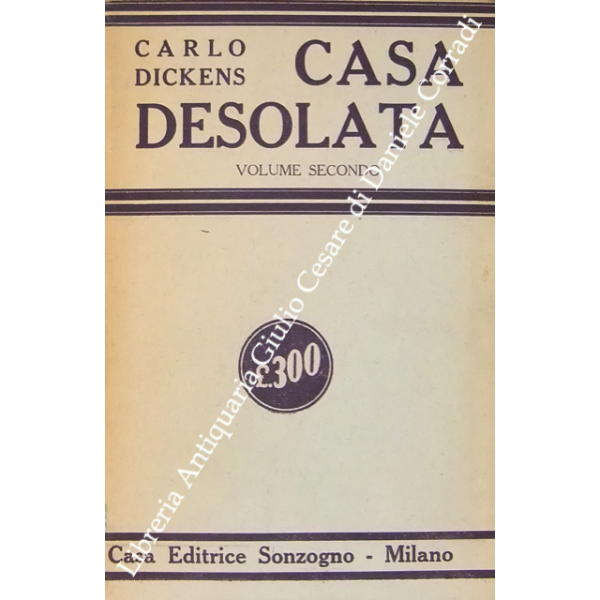 CARLO
DICKENS
CASA
DESOLATA
VOLUME SECONDO
£.300
Casa Editrice Sonzogno - Milano
Libreria Antiquaria Giulio Cesare di Daniele Corradi